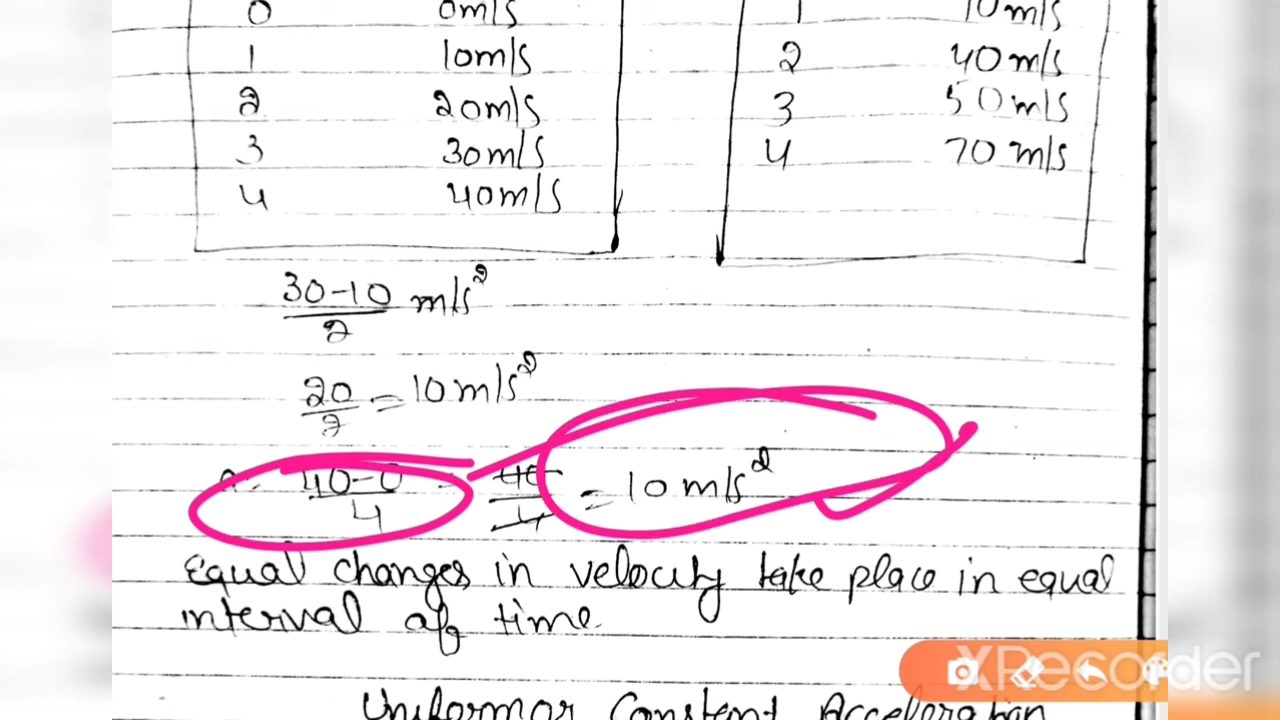 0 0m/s 1 10m/s
1 10m/s 2 40m/s
2 20m/s 3 50m/s
3 30m/s 4 70m/s
4 40m/s
30-10 m/s²
2
20 = 10m/s²
2
40-0 = 40 = 10m/s²
4 4
Equal changes in velocity take place in equal
interval of time
XRecorder
Uniform or Constant Acceleration